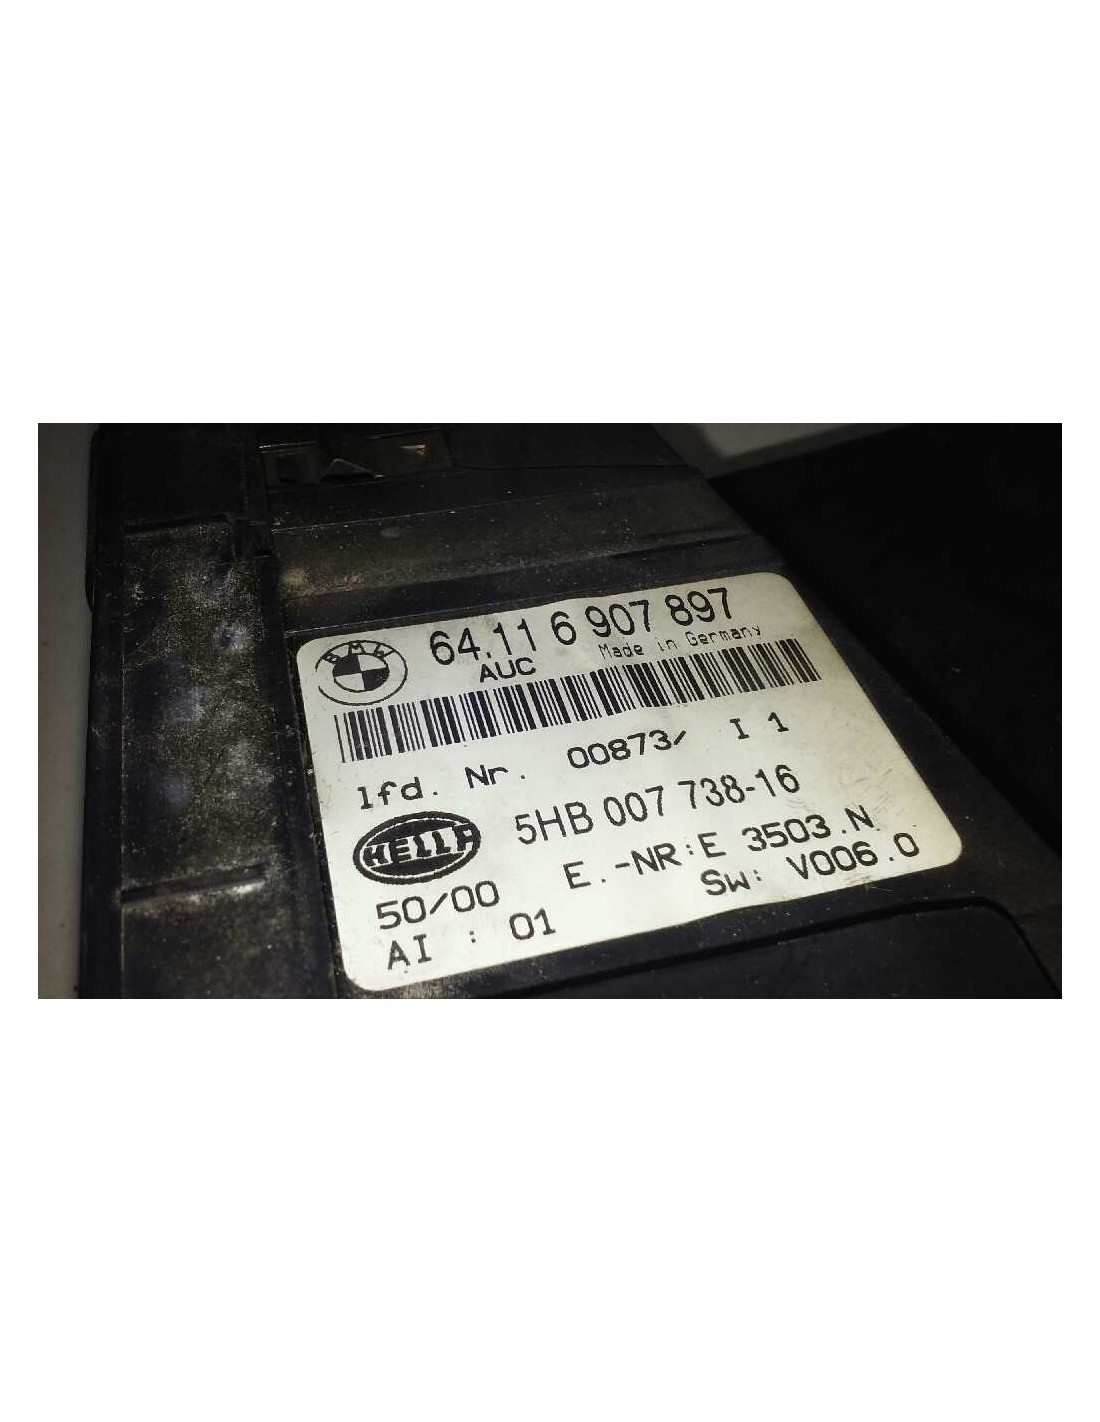 BMW 64.11 6 907 897
AUC Made in Germany
lfd. Nr. 00873/ I 1
HELLA 5HB 007 738-16
E.-NR:E 3503.N
50/00 SW: V006.0
AI : 01